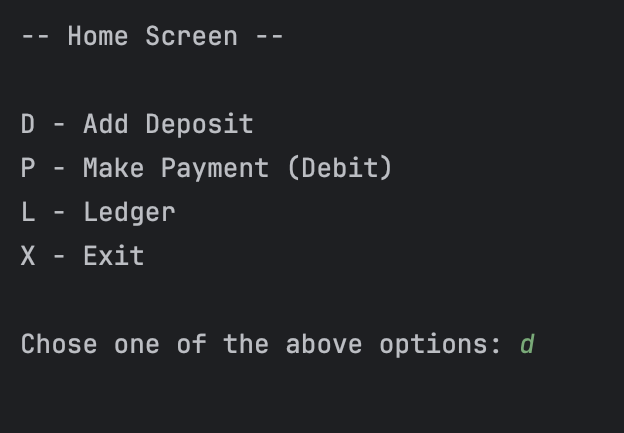 -- Home Screen --
D - Add Deposit
P - Make Payment (Debit)
L - Ledger
X - Exit
Chose one of the above options: d